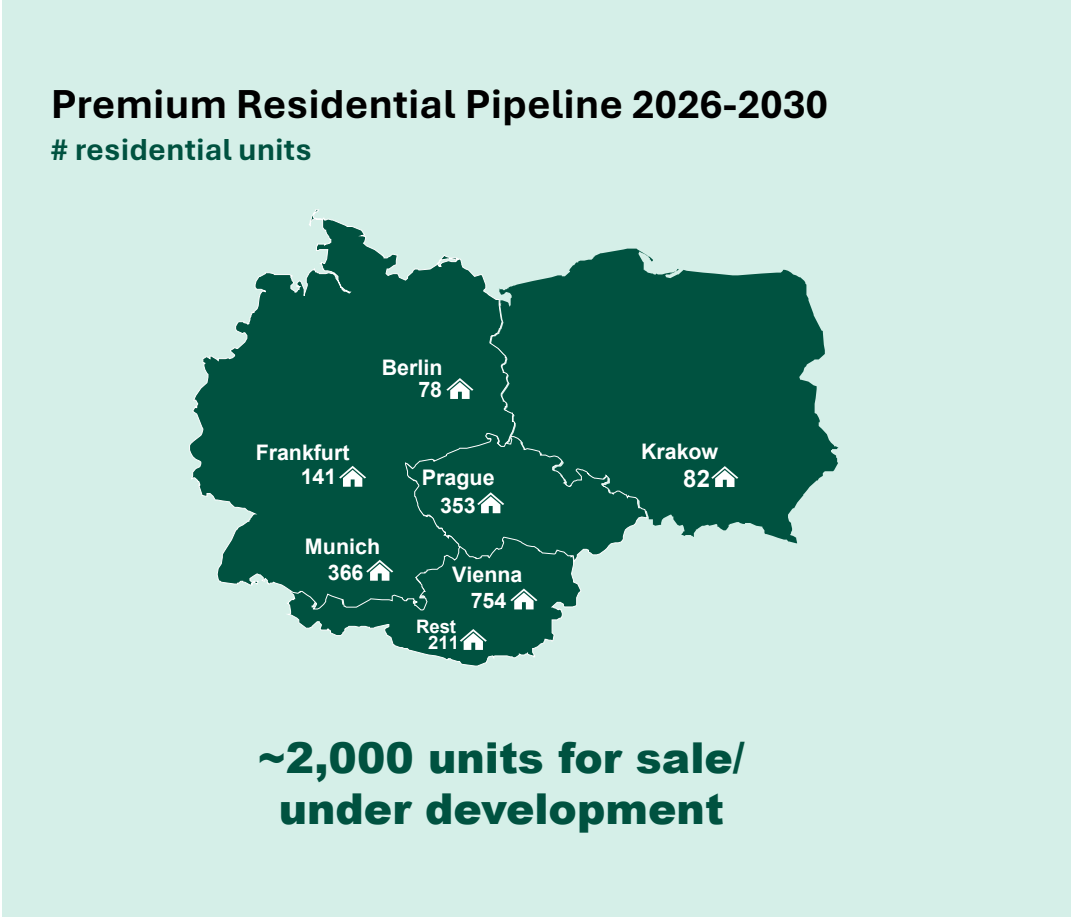 Premium Residential Pipeline 2026-2030
# residential units
Berlin
78
Frankfurt
141
Prague
353
Krakow
82
Munich
366
Vienna
754
Rest
211
~2,000 units for sale/
under development